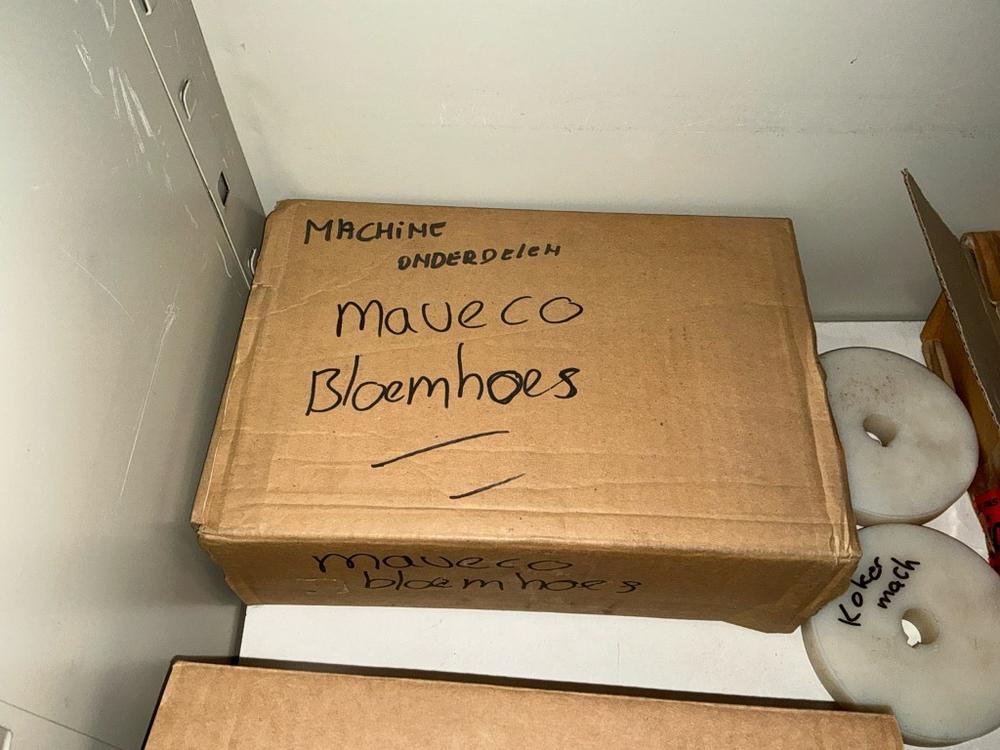 MACHINE
ONDERDELEN
Maveco
Bloemhoes
maveco
bloemhoes
Koker
mach